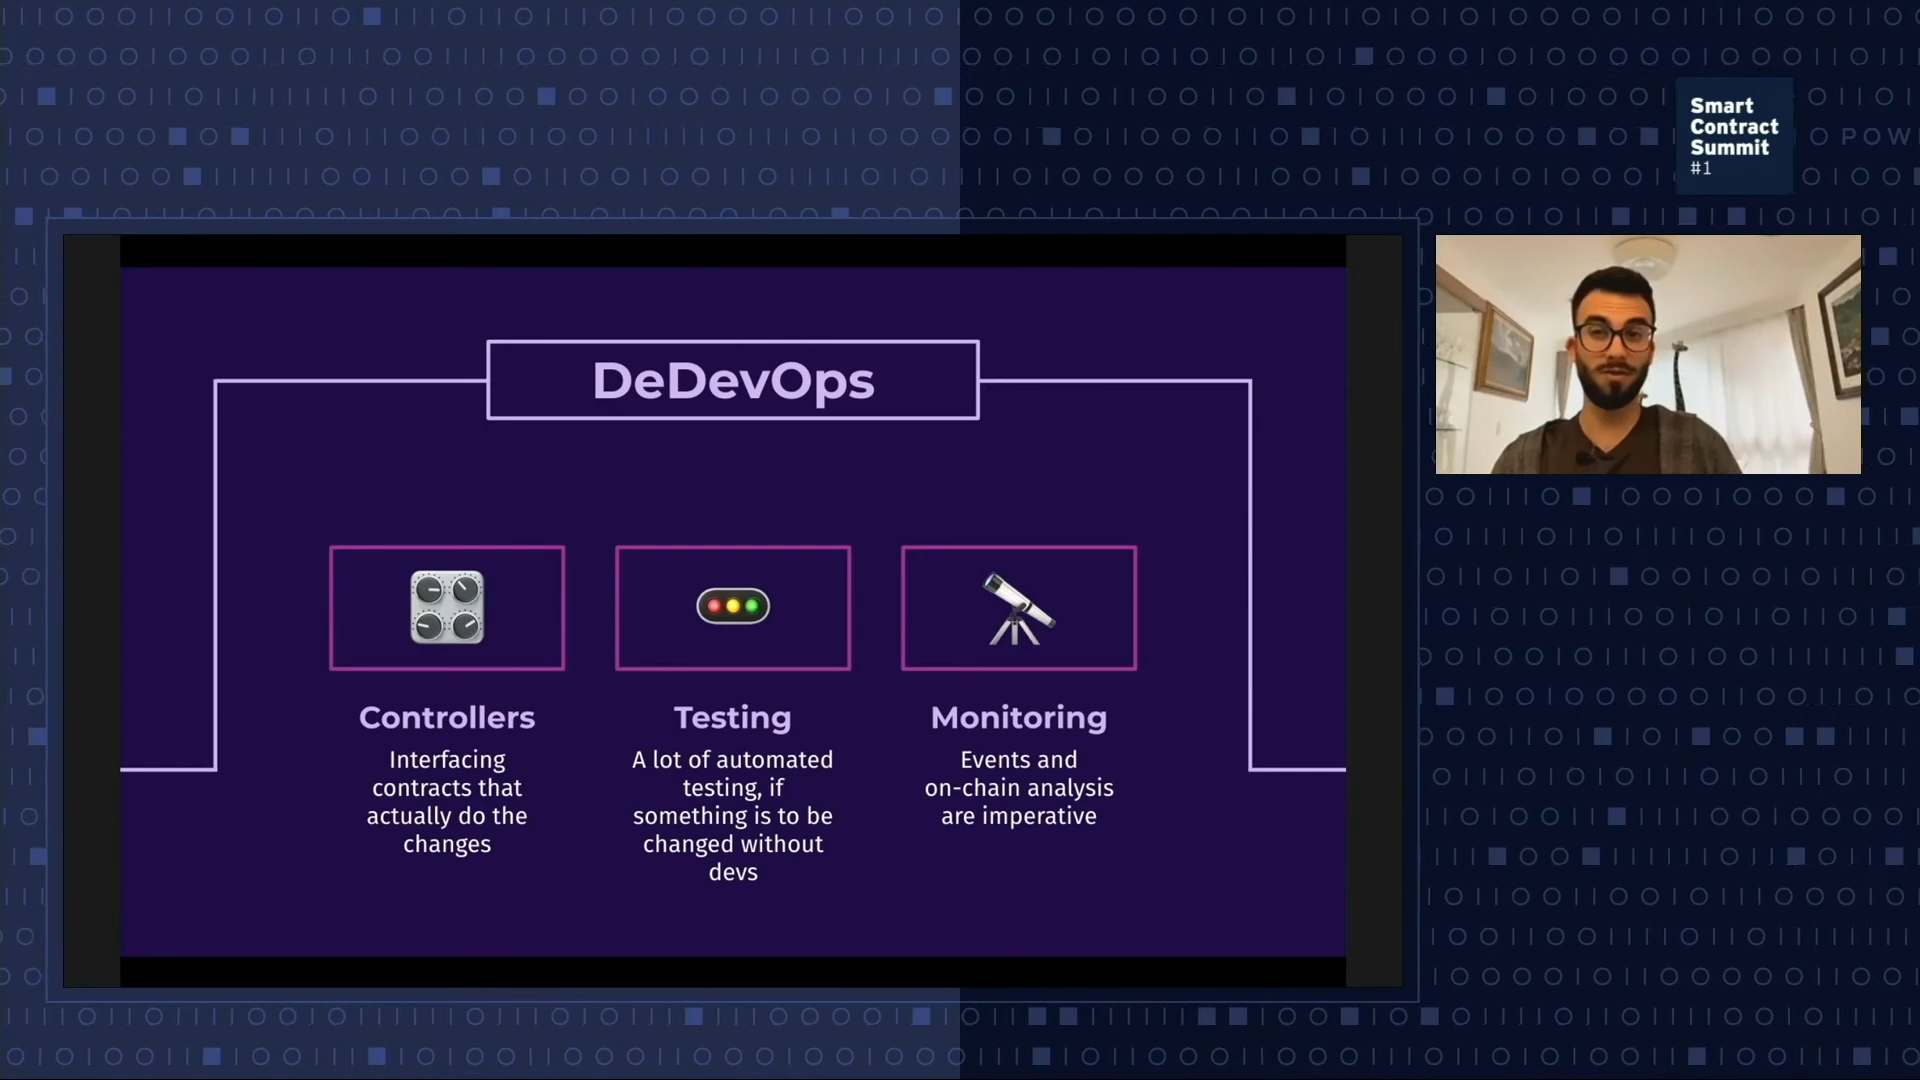 Smart
Contract
Summit
#1
POW
DeDevOps
Controllers
Interfacing
contracts that
actually do the
changes
Testing
A lot of automated
testing, if
something is to be
changed without
devs
Monitoring
Events and
on-chain analysis
are imperative